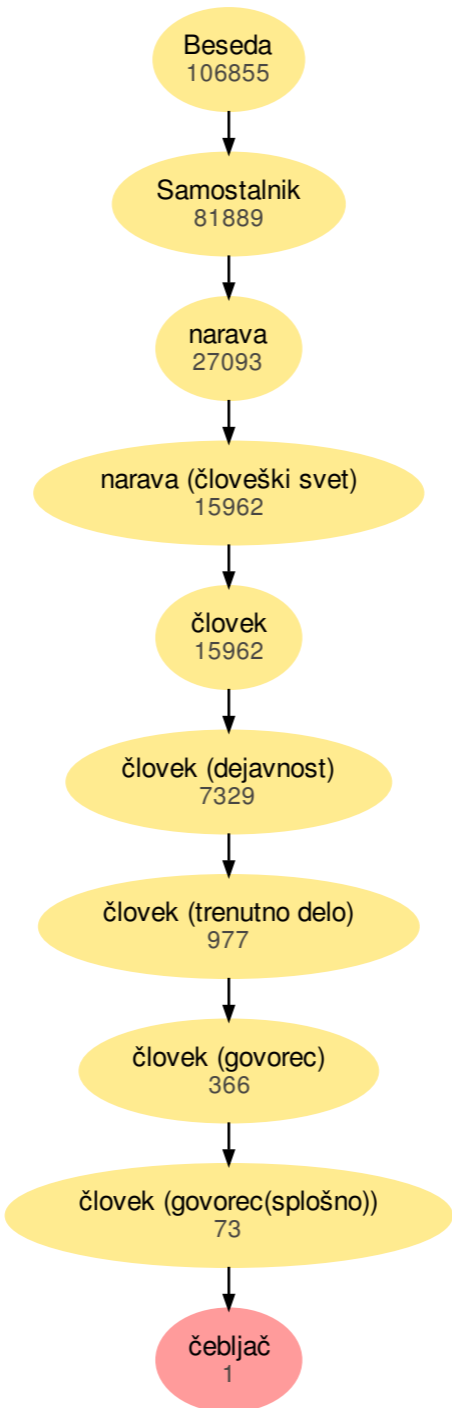 Beseda
106855
Samostalnik
81889
narava
27093
narava (človeški svet)
15962
človek
15962
človek (dejavnost)
7329
človek (trenutno delo)
977
človek (govorec)
366
človek (govorec(splošno))
73
čebljač
1